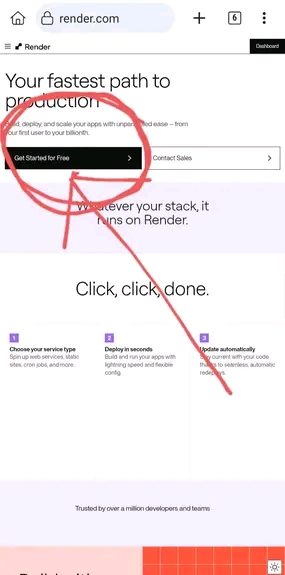 render.com
6
Render
Dashboard
Your fastest path to
production
Build, deploy, and scale your apps with unparalleled ease – from
your first user to your billionth.
Get Started for Free
Contact Sales
Whatever your stack, it
runs on Render.
Click, click, done.
1
Choose your service type
Spin up web services, static
sites, cron jobs, and more.
2
Deploy in seconds
Build and run your apps with
lightning speed and flexible
config.
3
Update automatically
Stay current with your code
thanks to seamless, automatic
redeploys.
Trusted by over a million developers and teams